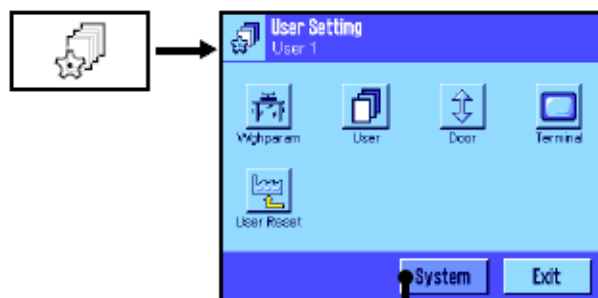 User Setting
User 1
Wghparam User Door Terminal
User Reset
System Exit